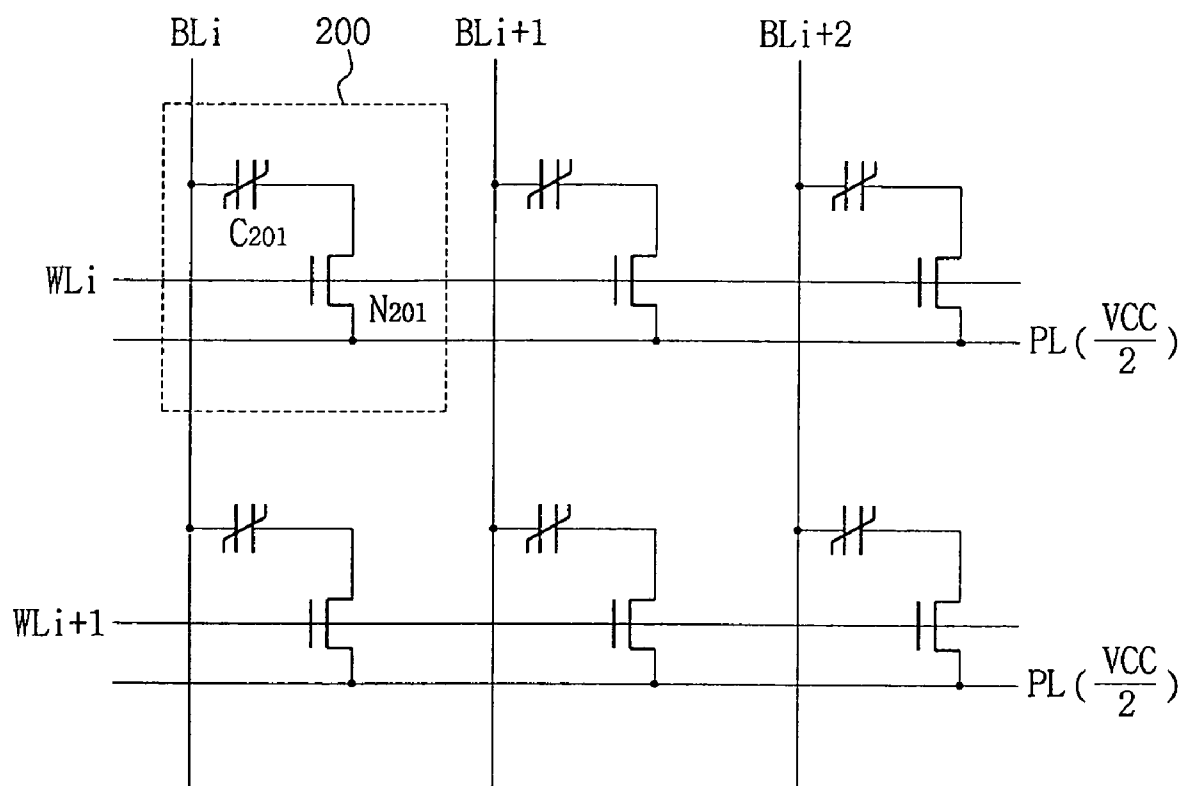 BLi 200 BLi+1 BLi+2
C201
WLi
N201
PL(VCC/2)
WLi+1
PL(VCC/2)